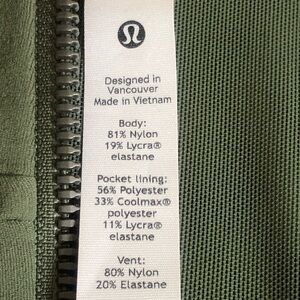 Designed in
Vancouver
Made in Vietnam
Body:
81% Nylon
19% Lycra®
elastane
Pocket lining:
56% Polyester
33% Coolmax®
polyester
11% Lycra®
elastane
Vent:
80% Nylon
20% Elastane